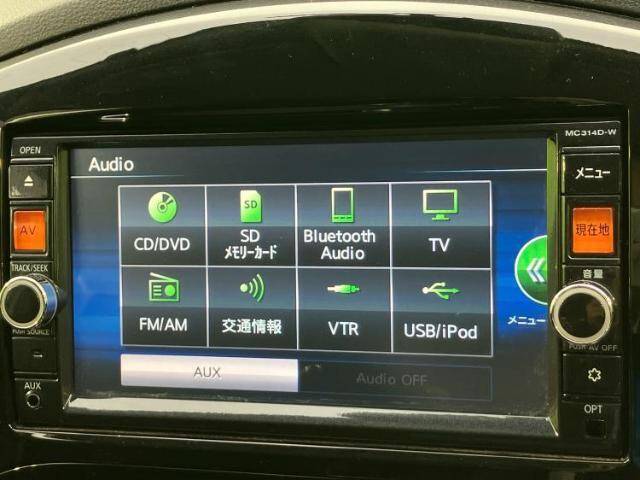 MC314D-W
OPEN
AV
TRACK/SEEK
PUSH SOURCE
AUX
Audio
CD/DVD
SD
メモリーカード
Bluetooth
Audio
TV
FM/AM
交通情報
VTR
USB/iPod
AUX
Audio OFF
SD
メニュー
メニュー
現在地
音量
PUSH AV OFF
OPT